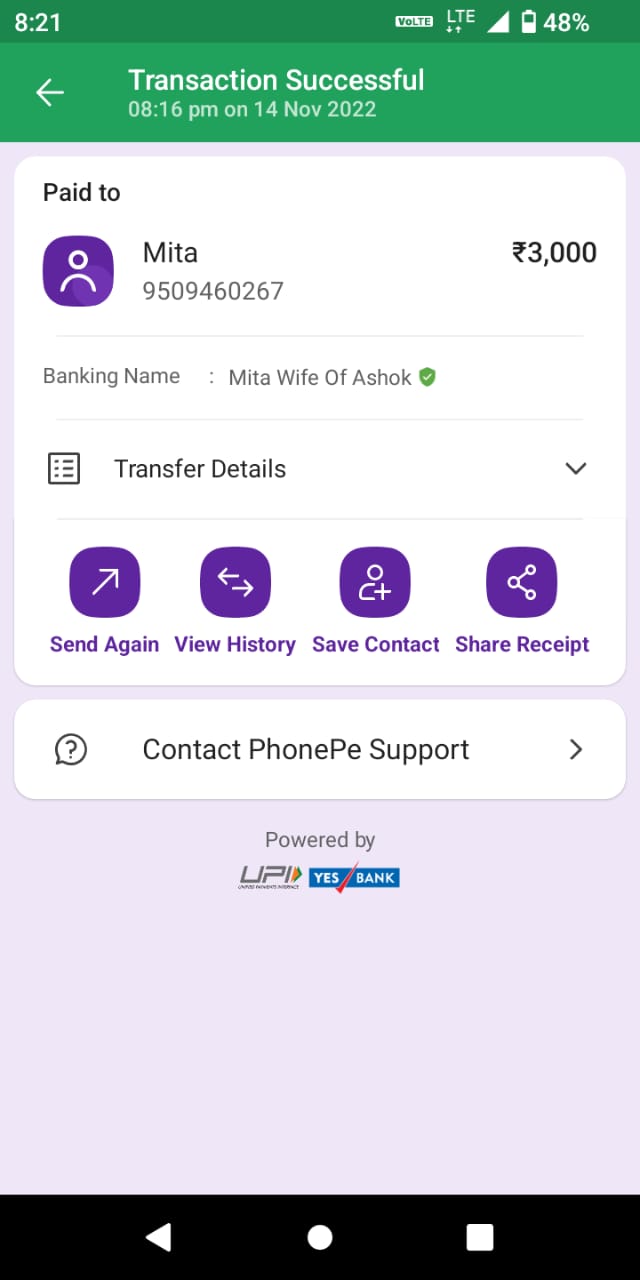 8:21
VoLTE LTE 48%
Transaction Successful
08:16 pm on 14 Nov 2022
Paid to
Mita ₹3,000
9509460267
Banking Name : Mita Wife Of Ashok
Transfer Details
Send Again View History Save Contact Share Receipt
Contact PhonePe Support
Powered by
UPI YES BANK
UNIFIED PAYMENTS INTERFACE